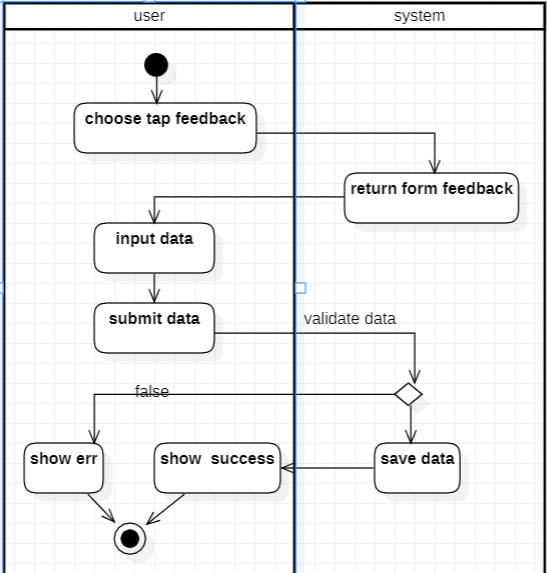 user
system
choose tap feedback
return form feedback
input data
submit data
validate data
false
show err
show  success
save data